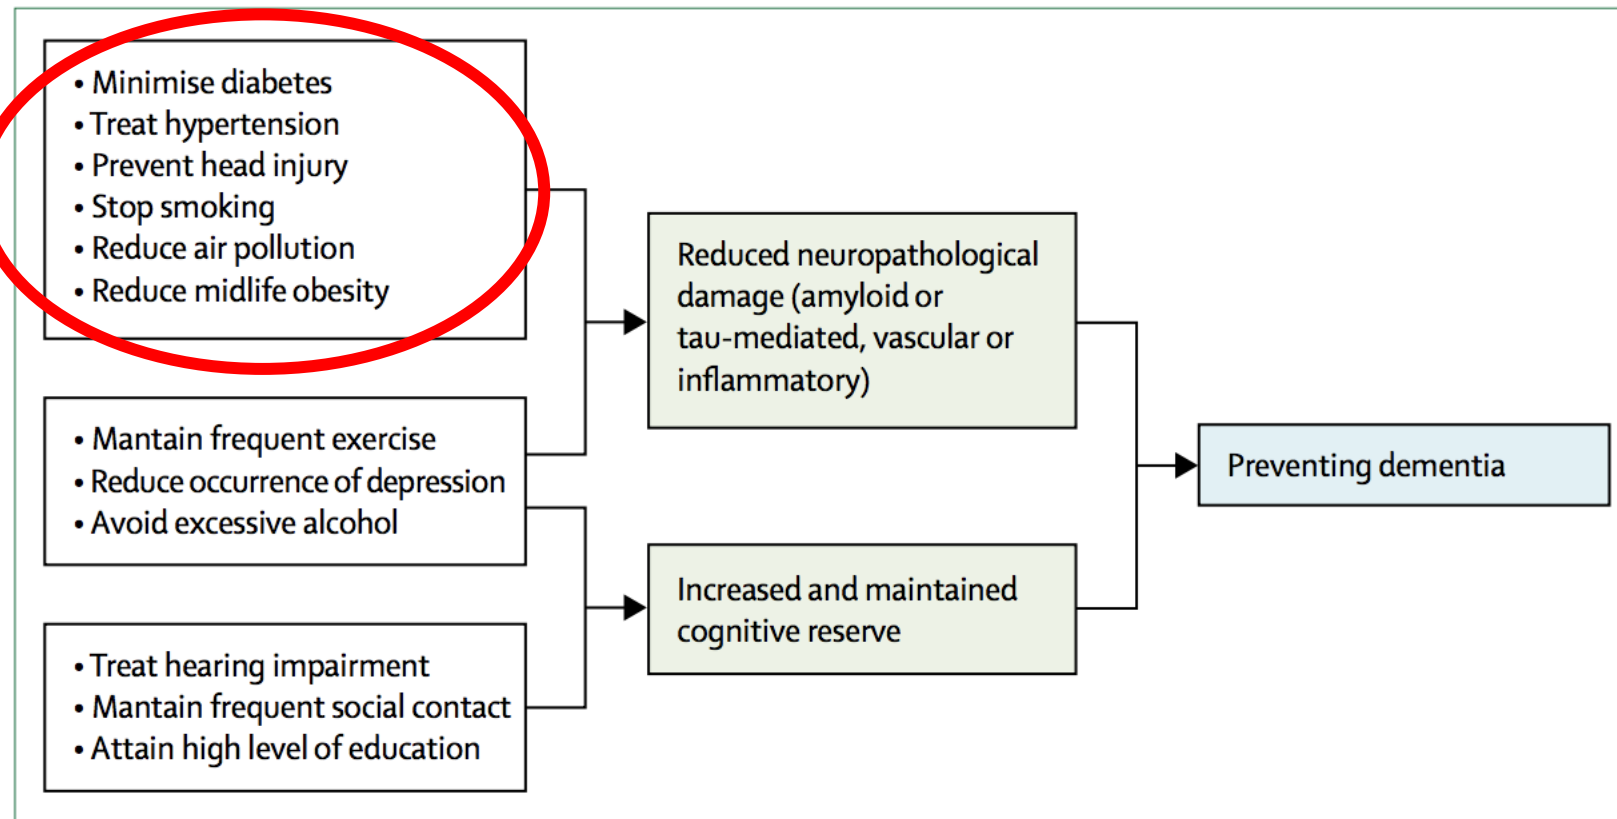 • Minimise diabetes
• Treat hypertension
• Prevent head injury
• Stop smoking
• Reduce air pollution
• Reduce midlife obesity
• Mantain frequent exercise
• Reduce occurrence of depression
• Avoid excessive alcohol
• Treat hearing impairment
• Mantain frequent social contact
• Attain high level of education
Reduced neuropathological
damage (amyloid or
tau-mediated, vascular or
inflammatory)
Increased and maintained
cognitive reserve
Preventing dementia